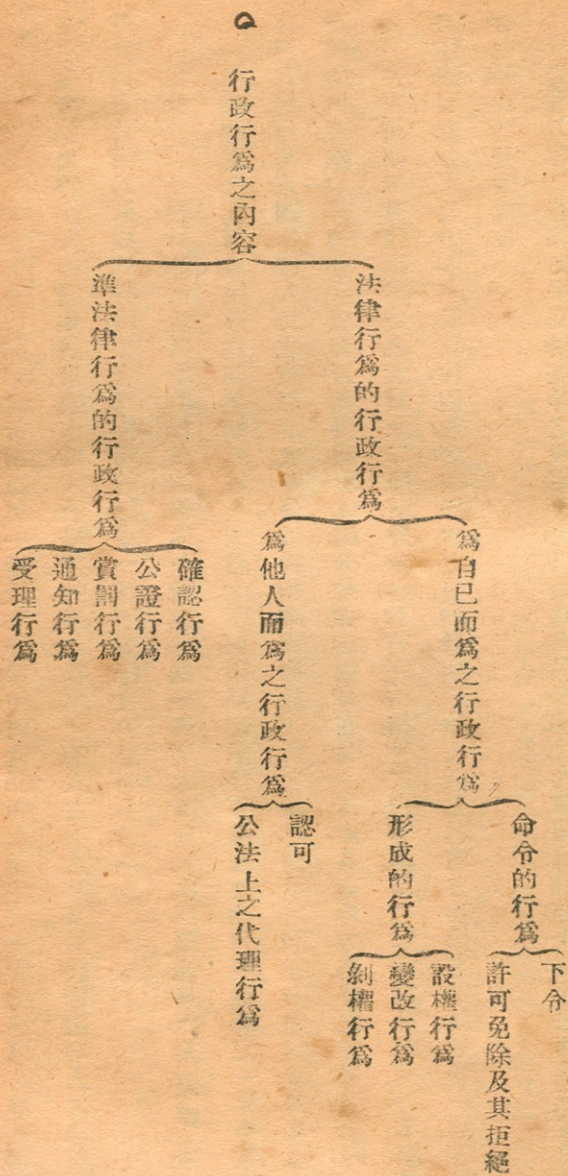 行政行爲之內容
法律行爲的行政行爲
爲自己而爲之行政行爲
命令的行爲
下令
許可免除及其拒絕
形成的行爲
設權行爲
變改行爲
剝權行爲
爲他人而爲之行政行爲
認可
公法上之代理行爲
準法律行爲的行政行爲
確認行爲
公證行爲
賞罰行爲
通知行爲
受理行爲